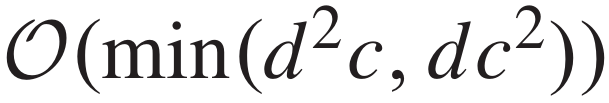 𝒪(min(d²c, dc²))